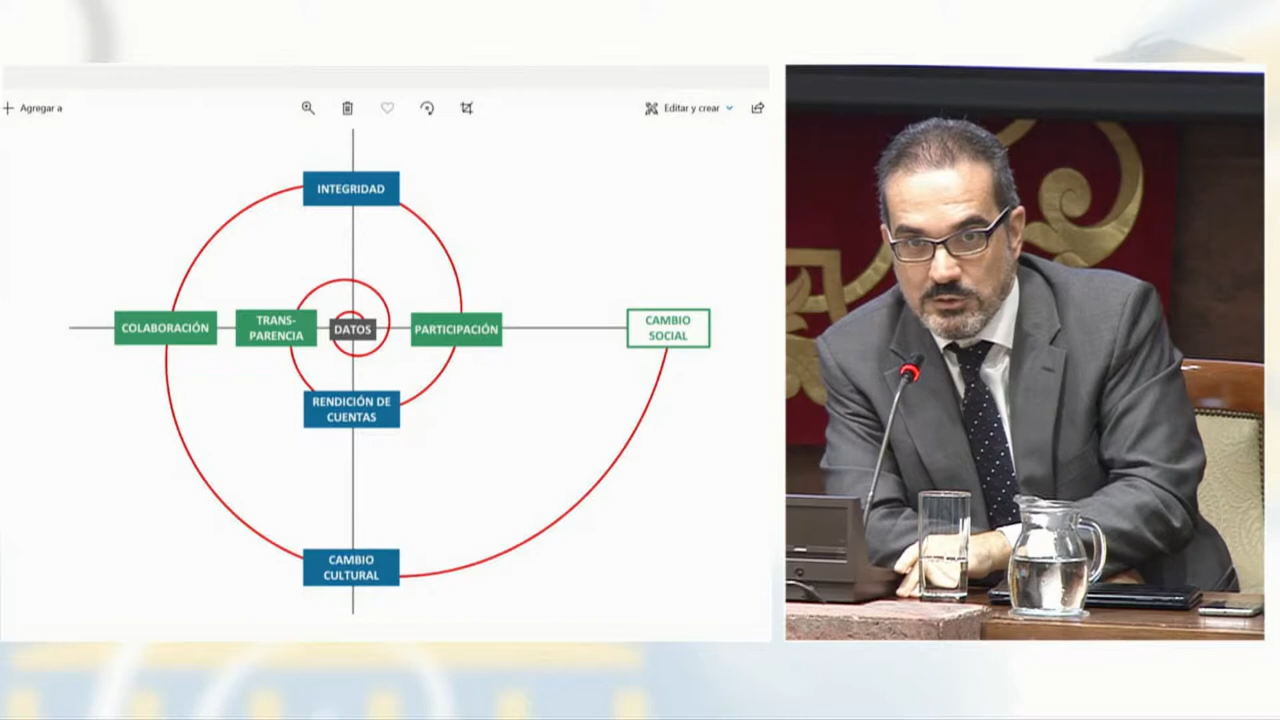 Agregar a
Editar y crear
INTEGRIDAD
COLABORACIÓN
TRANS-
PARENCIA
DATOS
PARTICIPACIÓN
CAMBIO
SOCIAL
RENDICIÓN DE
CUENTAS
CAMBIO
CULTURAL